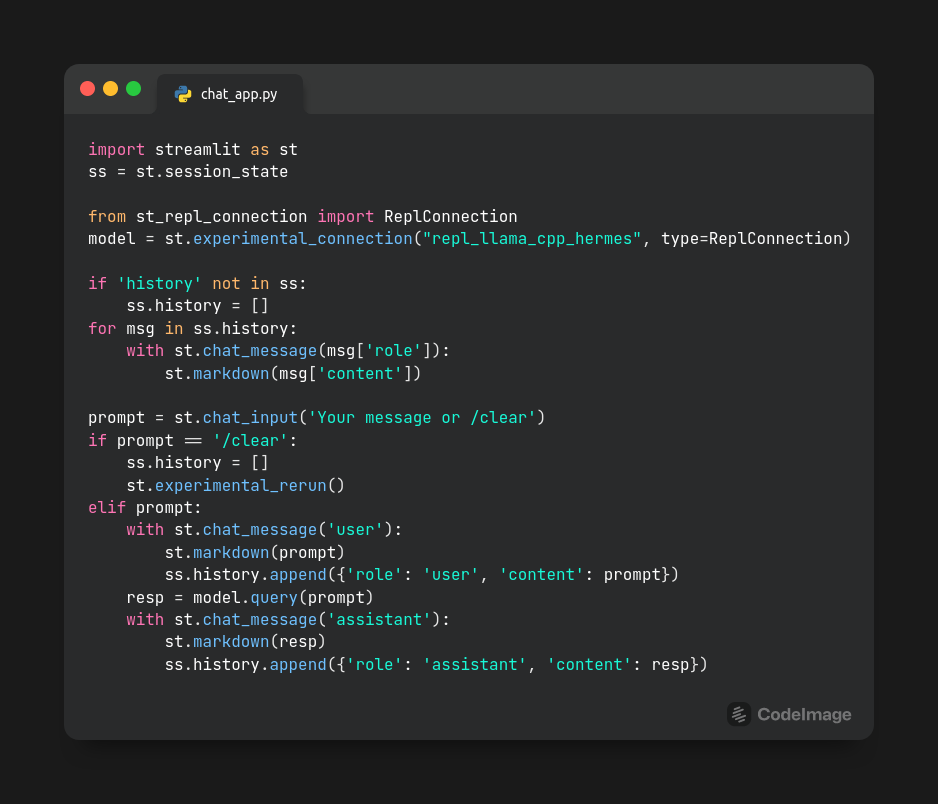 chat_app.py
import streamlit as st
ss = st.session_state

from st_repl_connection import ReplConnection
model = st.experimental_connection("repl_llama_cpp_hermes", type=ReplConnection)

if 'history' not in ss:
    ss.history = []
for msg in ss.history:
    with st.chat_message(msg['role']):
        st.markdown(msg['content'])

prompt = st.chat_input('Your message or /clear')
if prompt == '/clear':
    ss.history = []
    st.experimental_rerun()
elif prompt:
    with st.chat_message('user'):
        st.markdown(prompt)
        ss.history.append({'role': 'user', 'content': prompt})
    resp = model.query(prompt)
    with st.chat_message('assistant'):
        st.markdown(resp)
        ss.history.append({'role': 'assistant', 'content': resp})
CodeImage